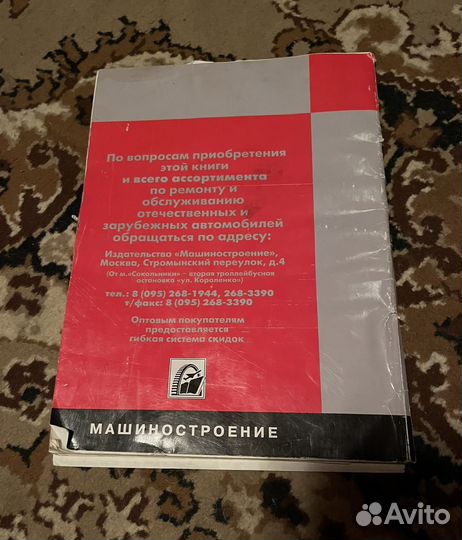 По вопросам приобретения
этой книги
и всего ассортимента
по ремонту и
обслуживанию
отечественных и
зарубежных автомобилей
обращаться по адресу:
Издательство «Машиностроение»,
Москва, Стромынский переулок, д.4
(От м.«Сокольники» – вторая троллейбусная
остановка «ул. Короленко»)
тел.: 8 (095) 268-1944, 268-3390
т/факс: 8 (095) 268-3390
Оптовым покупателям
предоставляется
гибкая система скидок
МАШИНОСТРОЕНИЕ
Avito